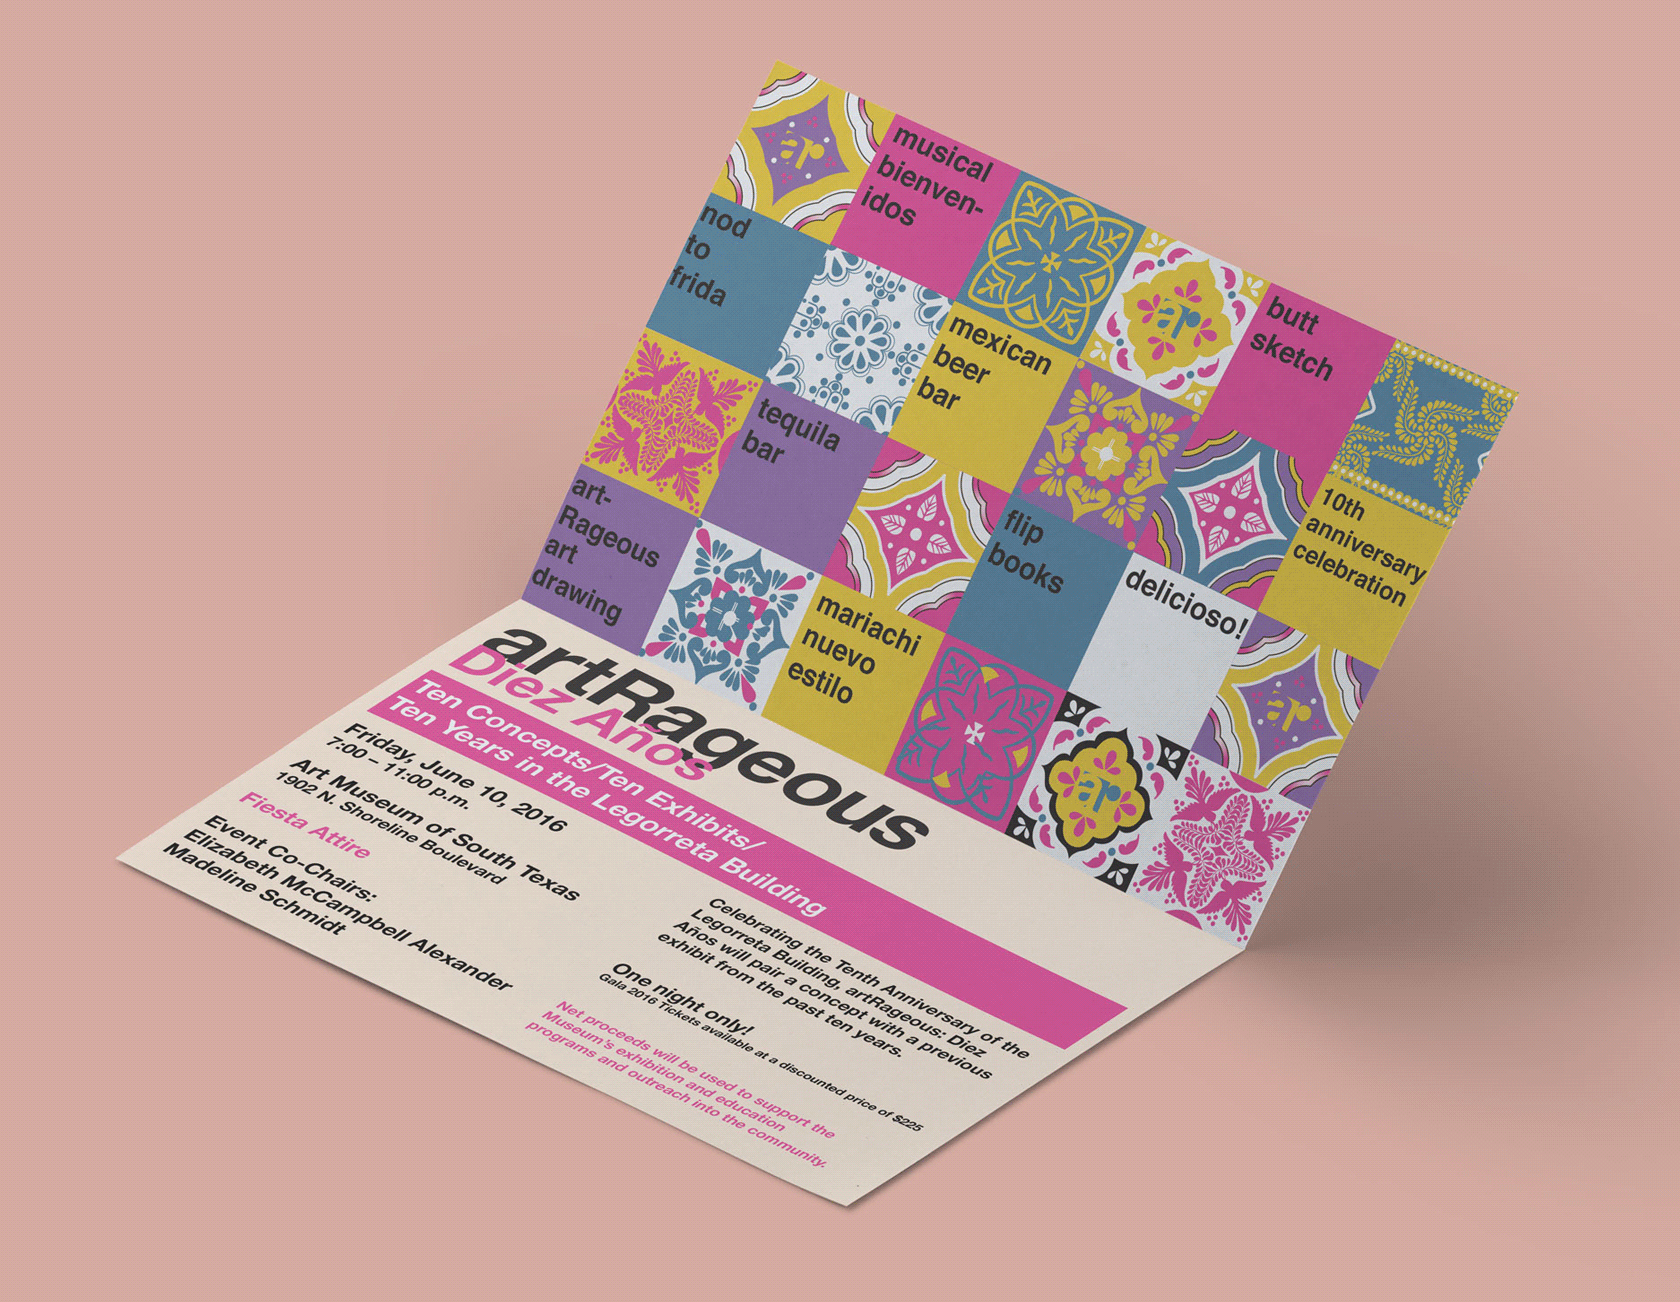 ar
musical
bienven-
idos
ar
butt
sketch
nod
to
frida
mexican
beer
bar
10th
anniversary
celebration
tequila
bar
flip
books
delicioso!
ar
art-
Rageous
art
drawing
mariachi
nuevo
estilo
ar
artRageous
Diez Años
Ten Concepts/Ten Exhibits/
Ten Years in the Legorreta Building
Friday, June 10, 2016
7:00 – 11:00 p.m.
Art Museum of South Texas
1902 N. Shoreline Boulevard
Fiesta Attire
Event Co-Chairs:
Elizabeth McCampbell Alexander
Madeline Schmidt
Celebrating the Tenth Anniversary of the
Legorreta Building, artRageous: Diez
Años will pair a concept with a previous
exhibit from the past ten years.
One night only!
Gala 2016 Tickets available at a discounted price of $225
Net proceeds will be used to support the
Museum's exhibition and education
programs and outreach into the community.